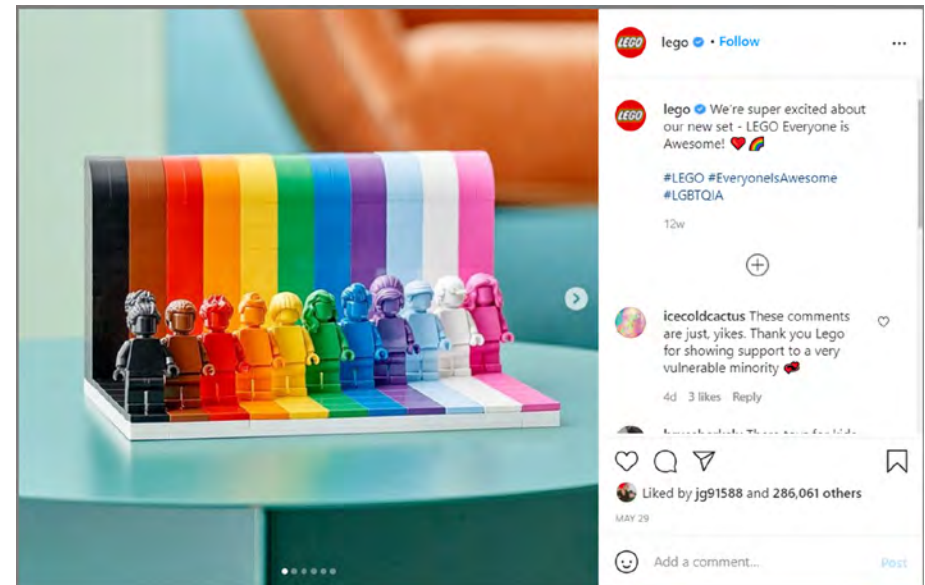 LEGO lego • Follow
LEGO lego We're super excited about
our new set - LEGO Everyone is
Awesome! ❤️🌈
#LEGO #EveryoneIsAwesome
#LGBTQIA
12w
icecoldcactus These comments
are just, yikes. Thank you Lego
for showing support to a very
vulnerable minority
4d 3 likes Reply
Liked by jg91588 and 286,061 others
MAY 29
Add a comment... Post